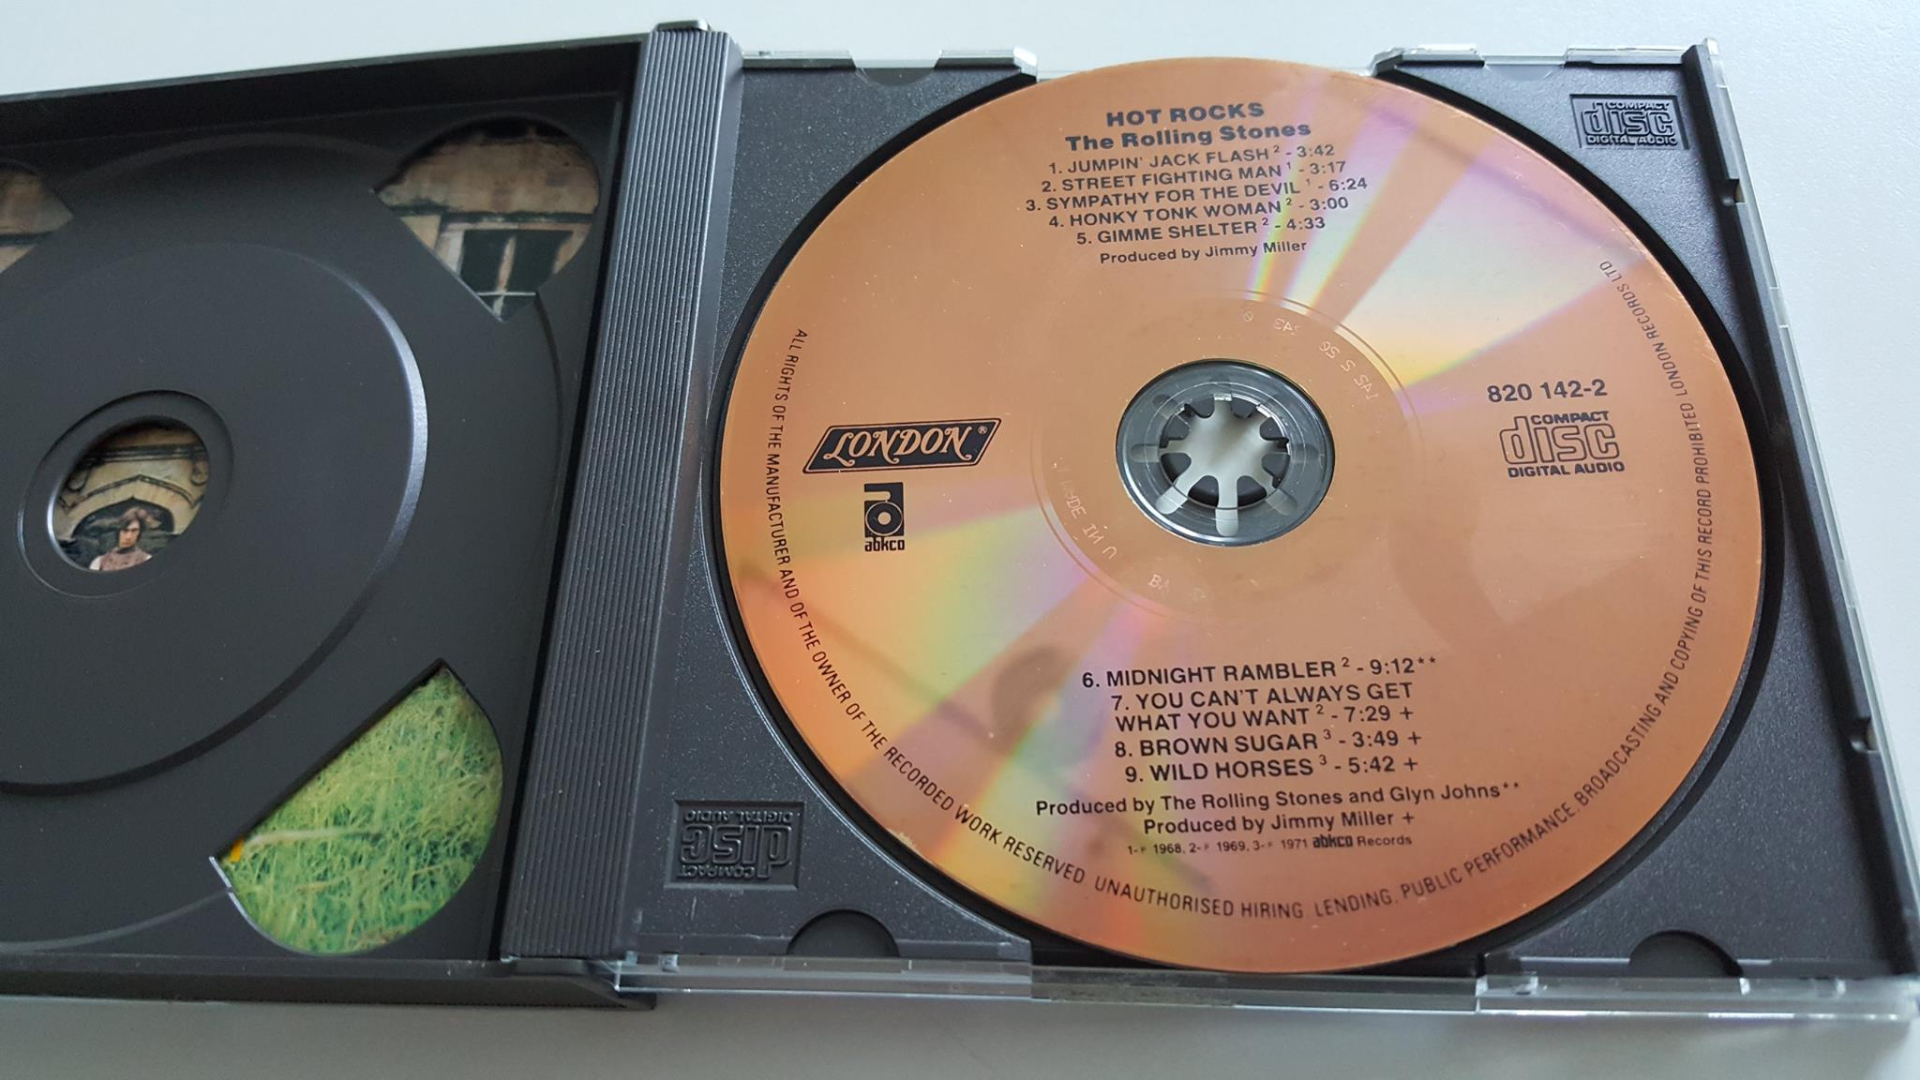 HOT ROCKS
The Rolling Stones
1. JUMPIN' JACK FLASH ² - 3:42
2. STREET FIGHTING MAN ¹ - 3:17
3. SYMPATHY FOR THE DEVIL ¹ - 6:24
4. HONKY TONK WOMAN ² - 3:00
5. GIMME SHELTER ² - 4:33
Produced by Jimmy Miller
COMPACT
disc
DIGITAL AUDIO
LONDON®
abkco
820 142-2
COMPACT
disc
DIGITAL AUDIO
6. MIDNIGHT RAMBLER ² - 9:12**
7. YOU CAN'T ALWAYS GET
WHAT YOU WANT ² - 7:29 +
8. BROWN SUGAR ³ - 3:49 +
9. WILD HORSES ³ - 5:42 +
Produced by The Rolling Stones and Glyn Johns**
Produced by Jimmy Miller +
1-℗ 1968, 2-℗ 1969, 3-℗ 1971 abkco Records
ALL RIGHTS OF THE MANUFACTURER AND OF THE OWNER OF THE RECORDED WORK RESERVED. UNAUTHORISED HIRING. LENDING. PUBLIC PERFORMANCE. BROADCASTING AND COPYING OF THIS RECORD PROHIBITED LONDON RECORDS LTD
COMPACT
disc
DIGITAL AUDIO